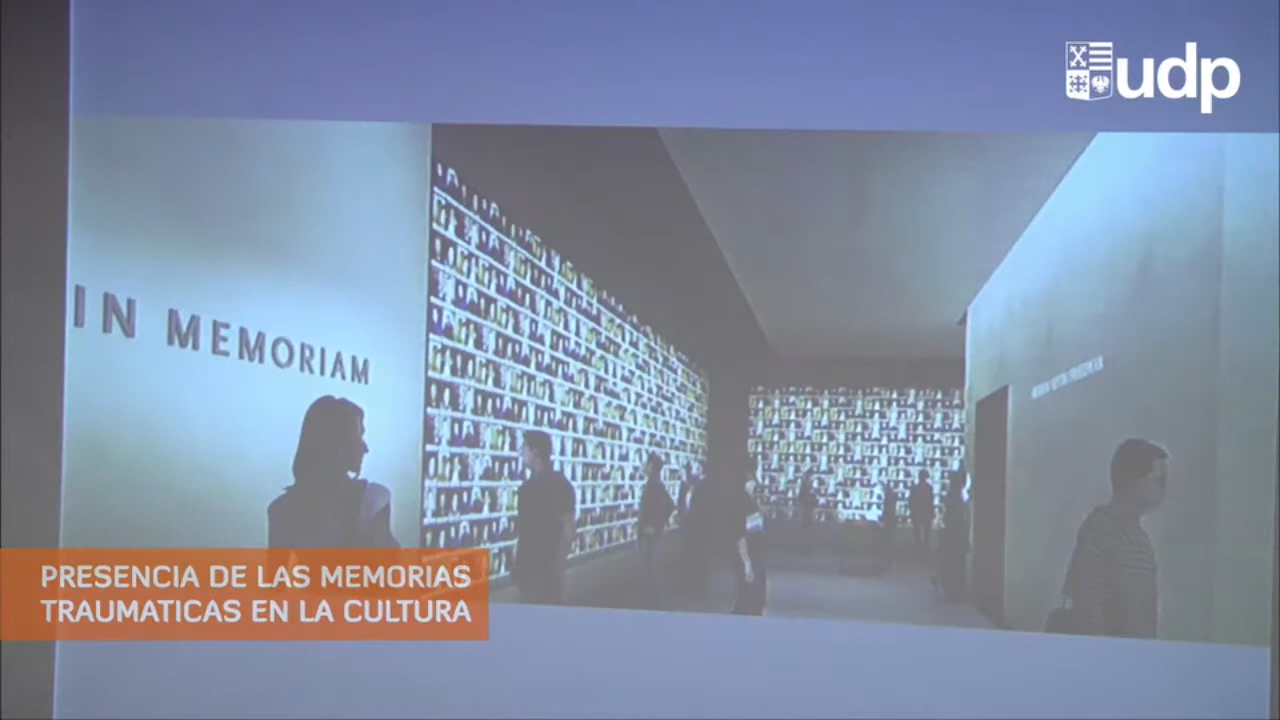 udp
IN MEMORIAM
PRESENCIA DE LAS MEMORIAS
TRAUMATICAS EN LA CULTURA